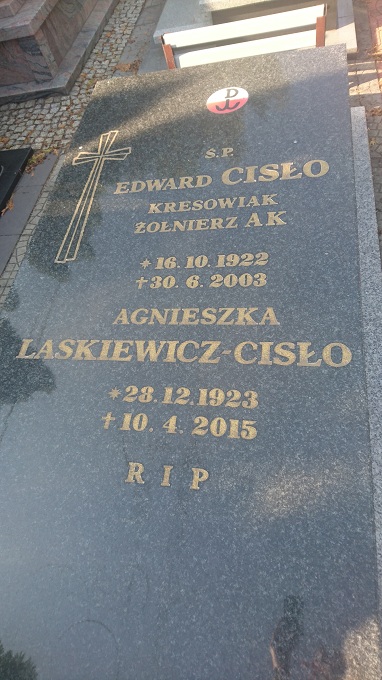 Ś.P.
EDWARD CISŁO
KRESOWIAK
ŻOŁNIERZ AK
* 16.10.1922
† 30.6.2003
AGNIESZKA
LASKIEWICZ-CISŁO
* 28.12.1923
† 10.4.2015
R I P